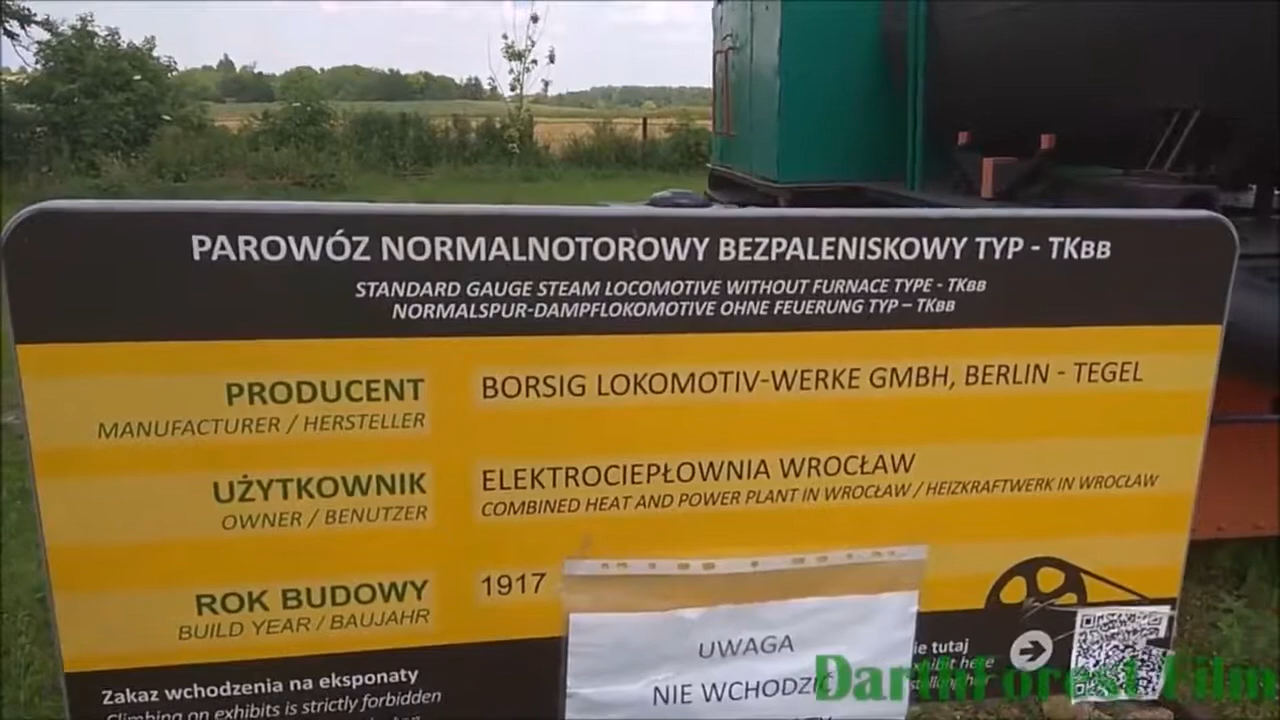 PAROWÓZ NORMALNOTOROWY BEZPALENISKOWY TYP - TKBB
STANDARD GAUGE STEAM LOCOMOTIVE WITHOUT FURNACE TYPE - TKBB
NORMALSPUR-DAMPFLOKOMOTIVE OHNE FEUERUNG TYP – TKBB
PRODUCENT
MANUFACTURER / HERSTELLER
BORSIG LOKOMOTIV-WERKE GMBH, BERLIN - TEGEL
UŻYTKOWNIK
OWNER / BENUTZER
ELEKTROCIEPŁOWNIA WROCŁAW
COMBINED HEAT AND POWER PLANT IN WROCŁAW / HEIZKRAFTWERK IN WROCŁAW
ROK BUDOWY
BUILD YEAR / BAUJAHR
1917
Zakaz wchodzenia na eksponaty
Climbing on exhibits is strictly forbidden
UWAGA
NIE WCHODZIĆ
tutaj
exhibit here
DarthForest Film